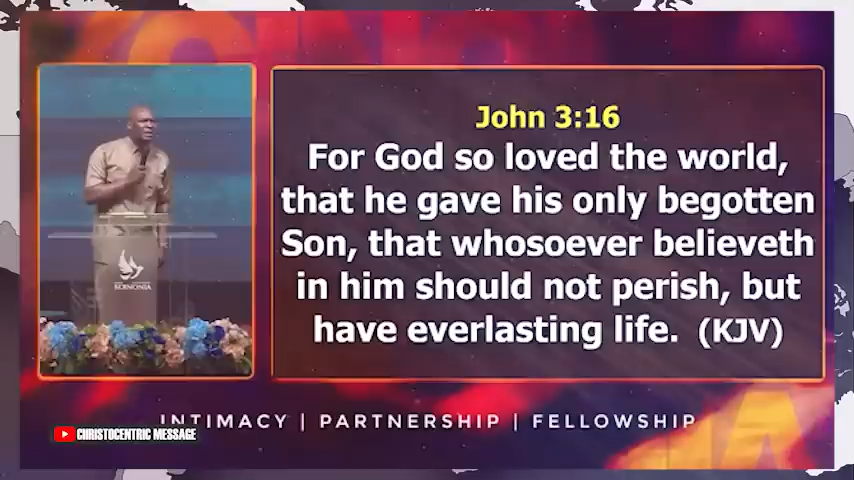 John 3:16
For God so loved the world,
that he gave his only begotten
Son, that whosoever believeth
in him should not perish, but
have everlasting life. (KJV)
KOINONIA
INTIMACY | PARTNERSHIP | FELLOWSHIP
CHRISTOCENTRIC MESSAGE